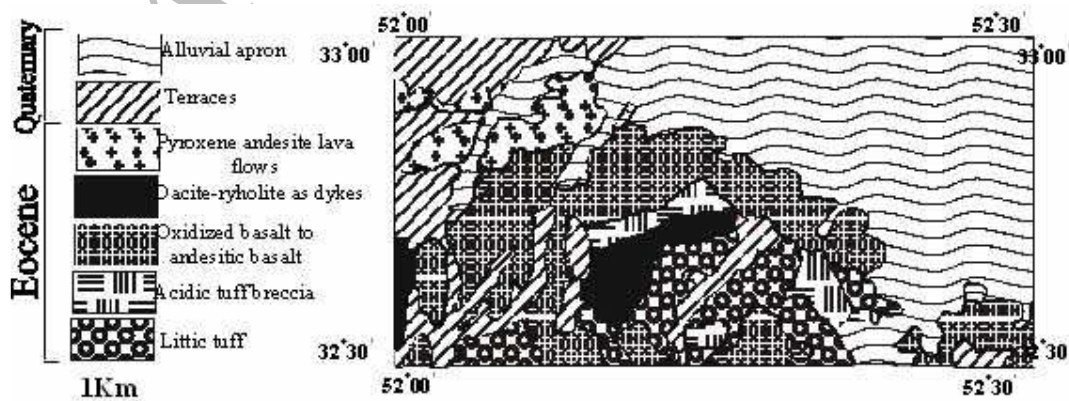 Quaternary
Eocene
Alluvial apron
Terraces
Pyroxene andesite lava
flows
Dacite-ryholite as dykes
Oxidized basalt to
andesitic basalt
Acidic tuff breccia
Littic tuff
1Km
52°00'
52°30'
33°00'
33°00
32°30'
32°30
52°00
52°30'